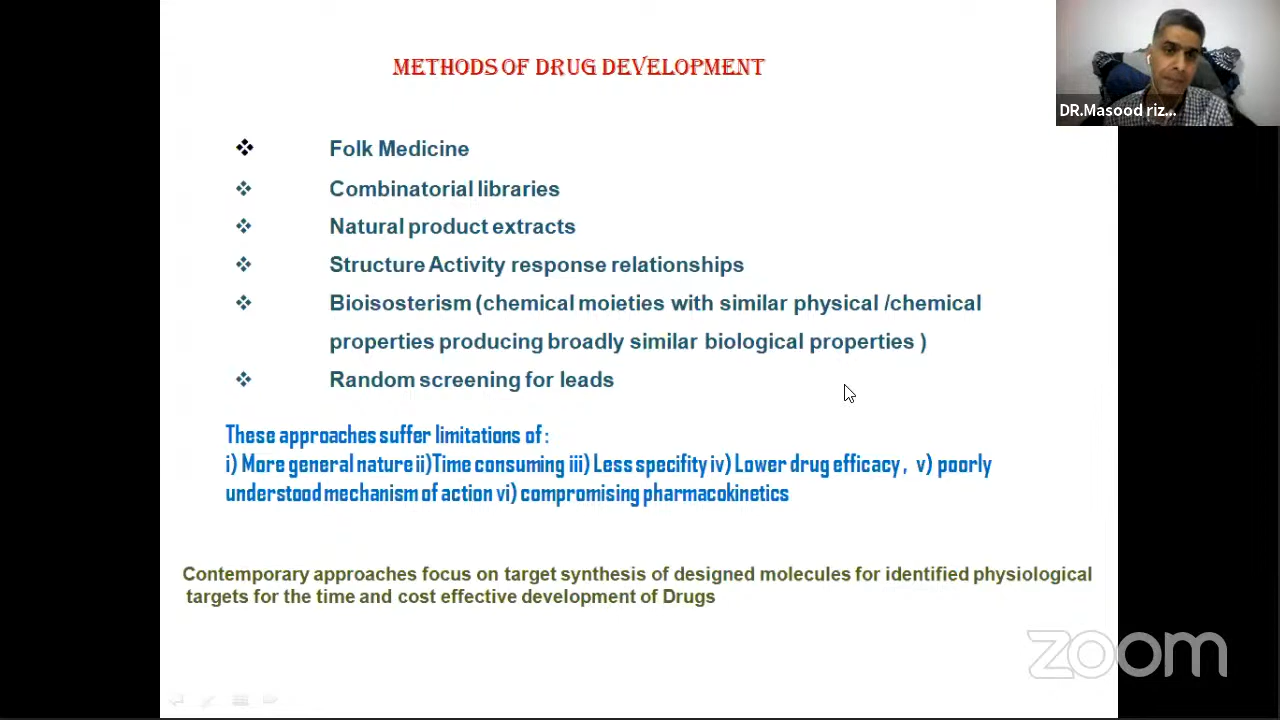 METHODS OF DRUG DEVELOPMENT
DR.Masood riz...
Folk Medicine
Combinatorial libraries
Natural product extracts
Structure Activity response relationships
Bioisosterism (chemical moieties with similar physical /chemical
properties producing broadly similar biological properties )
Random screening for leads
These approaches suffer limitations of :
i) More general nature ii)Time consuming iii) Less specifity iv) Lower drug efficacy , v) poorly
understood mechanism of action vi) compromising pharmacokinetics
Contemporary approaches focus on target synthesis of designed molecules for identified physiological
targets for the time and cost effective development of Drugs
zoom